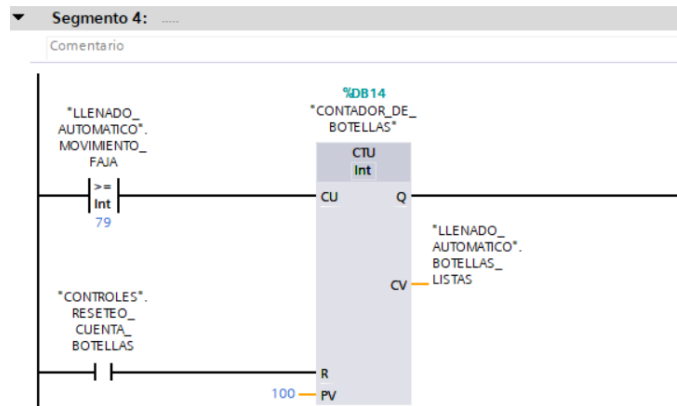 Segmento 4: .....
Comentario
%DB14
"CONTADOR_DE_
BOTELLAS"
"LLENADO_
AUTOMATICO".
MOVIMIENTO_
FAJA
>=
Int
79
CTU
Int
CU
Q
"LLENADO_
AUTOMATICO".
BOTELLAS_
LISTAS
CV
"CONTROLES".
RESETEO_
CUENTA_
BOTELLAS
R
100
PV